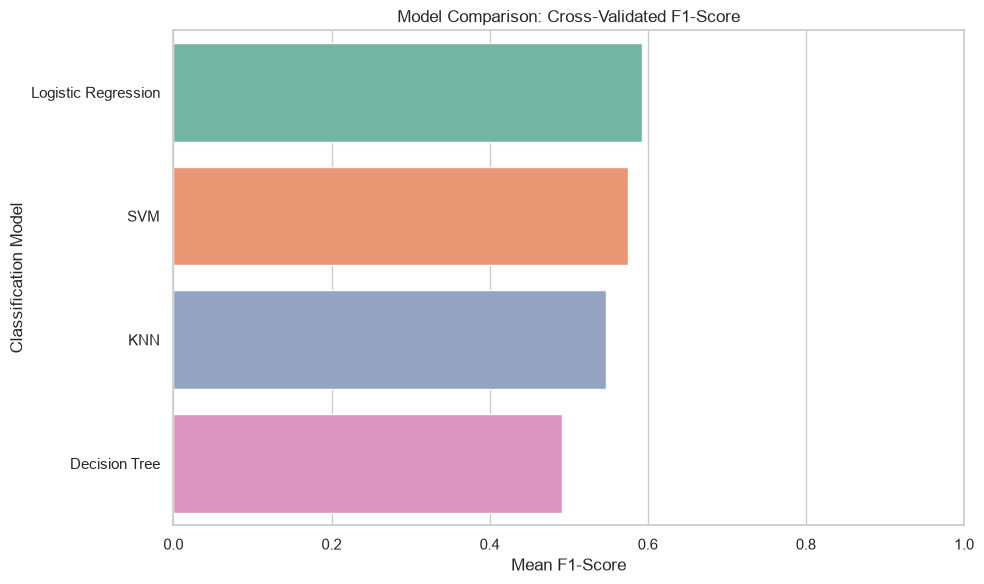 Model Comparison: Cross-Validated F1-Score
Classification Model
Logistic Regression
SVM
KNN
Decision Tree
0.0 0.2 0.4 0.6 0.8 1.0
Mean F1-Score